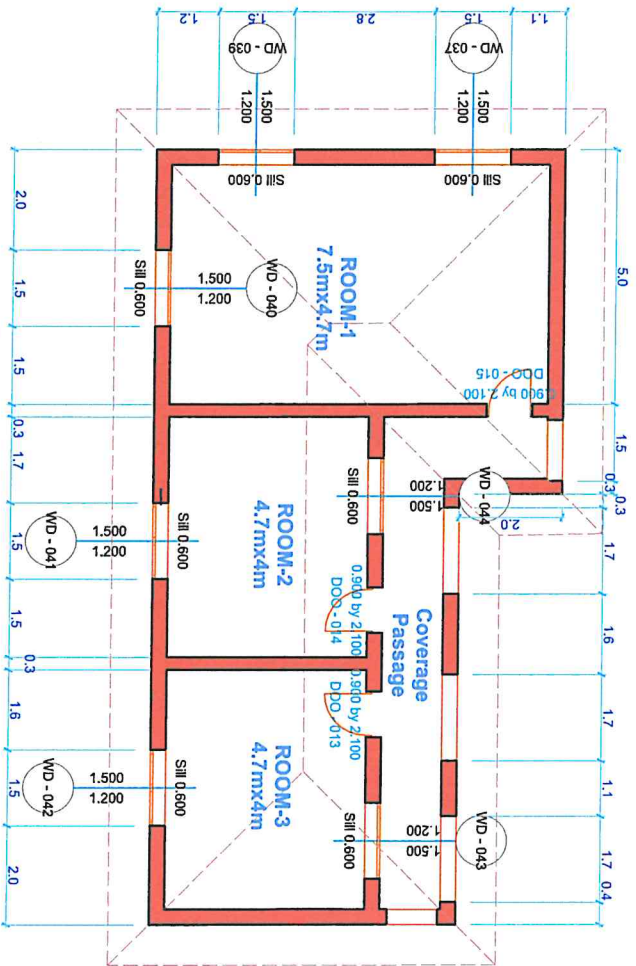 1.2
1.5
2.8
1.5
1.1
WD - 039
1.500
1.200
WD - 037
1.500
1.200
Sill 0.600
Sill 0.600
2.0
1.5
1.5
0.3
1.7
1.5
1.5
0.3
1.6
1.5
2.0
5.0
1.5
0.3
0.3
1.7
1.6
1.7
1.1
1.7
0.4
2.0
ROOM-1
7.5mx4.7m
WD - 040
1.500
1.200
Sill 0.600
0.900 by 2.100
DOO - 015
ROOM-2
4.7mx4m
WD - 041
1.500
1.200
Sill 0.600
WD - 044
1.200
1.500
Sill 0.600
0.900 by 2.100
DOO - 014
Coverage
Passage
0.900 by 2.100
DOO - 013
ROOM-3
4.7mx4m
WD - 042
1.500
1.200
Sill 0.600
WD - 043
1.200
1.500
Sill 0.600